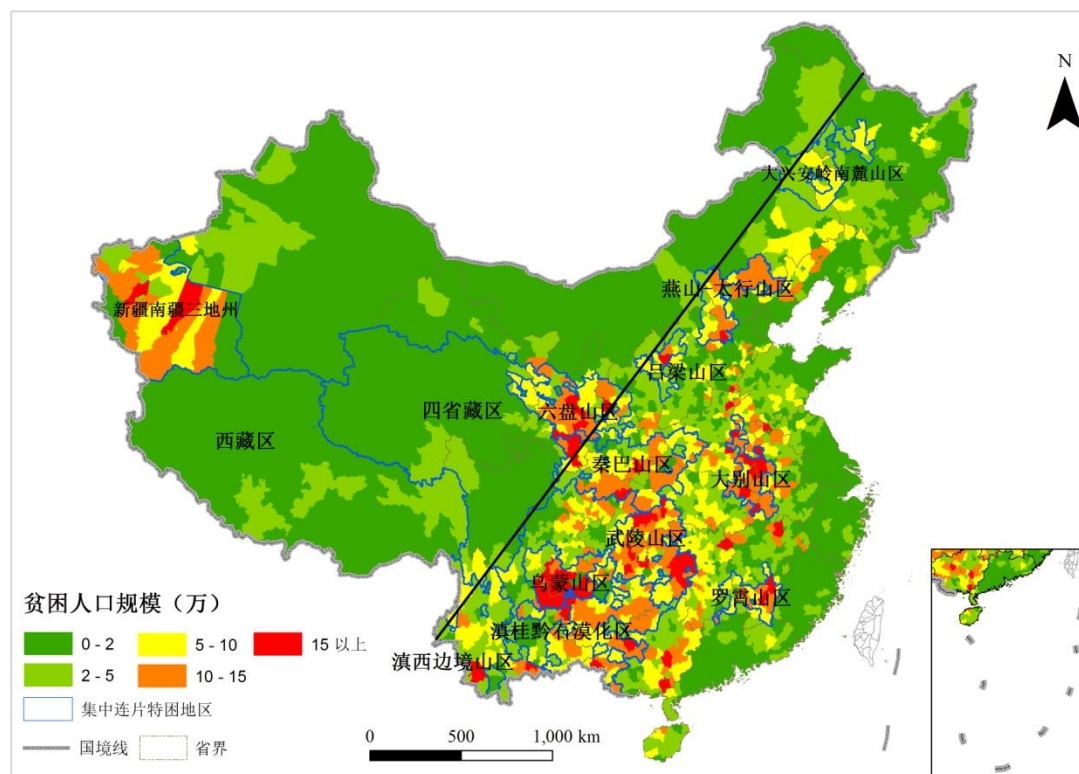 N
大兴安岭南麓山区
燕山-太行山区
新疆南疆三地州
吕梁山区
四省藏区
六盘山区
西藏区
秦巴山区
大别山区
武陵山区
乌蒙山区
罗霄山区
滇桂黔石漠化区
滇西边境山区
贫困人口规模（万）
0 - 2
5 - 10
15 以上
2 - 5
10 - 15
集中连片特困地区
国境线
省界
0
500
1,000 km